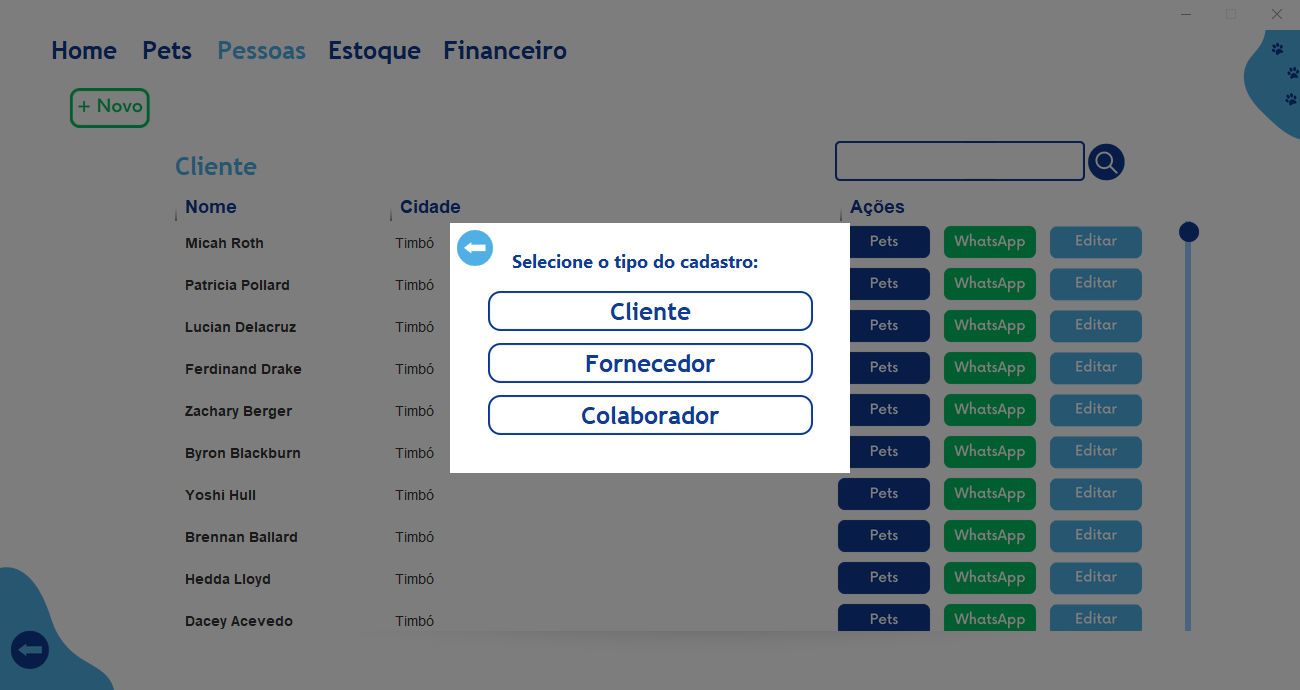 Home Pets Pessoas Estoque Financeiro
+ Novo
Cliente
Nome Cidade Ações
Micah Roth Timbó Pets WhatsApp Editar
Patricia Pollard Timbó Pets WhatsApp Editar
Lucian Delacruz Timbó Pets WhatsApp Editar
Ferdinand Drake Timbó Pets WhatsApp Editar
Zachary Berger Timbó Pets WhatsApp Editar
Byron Blackburn Timbó Pets WhatsApp Editar
Yoshi Hull Timbó Pets WhatsApp Editar
Brennan Ballard Timbó Pets WhatsApp Editar
Hedda Lloyd Timbó Pets WhatsApp Editar
Dacey Acevedo Timbó Pets WhatsApp Editar
Selecione o tipo do cadastro:
Cliente
Fornecedor
Colaborador